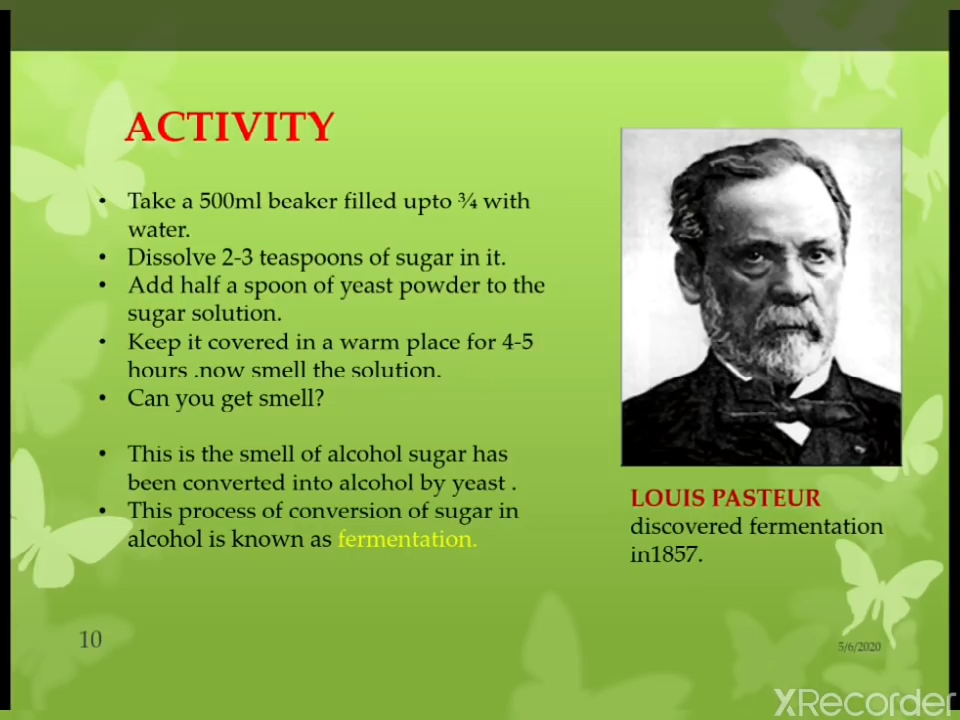 ACTIVITY
• Take a 500ml beaker filled upto ¾ with
water.
• Dissolve 2-3 teaspoons of sugar in it.
• Add half a spoon of yeast powder to the
sugar solution.
• Keep it covered in a warm place for 4-5
hours .now smell the solution.
• Can you get smell?
• This is the smell of alcohol sugar has
been converted into alcohol by yeast .
• This process of conversion of sugar in
alcohol is known as fermentation.
LOUIS PASTEUR
discovered fermentation
in1857.
10
5/6/2020
XRecorder